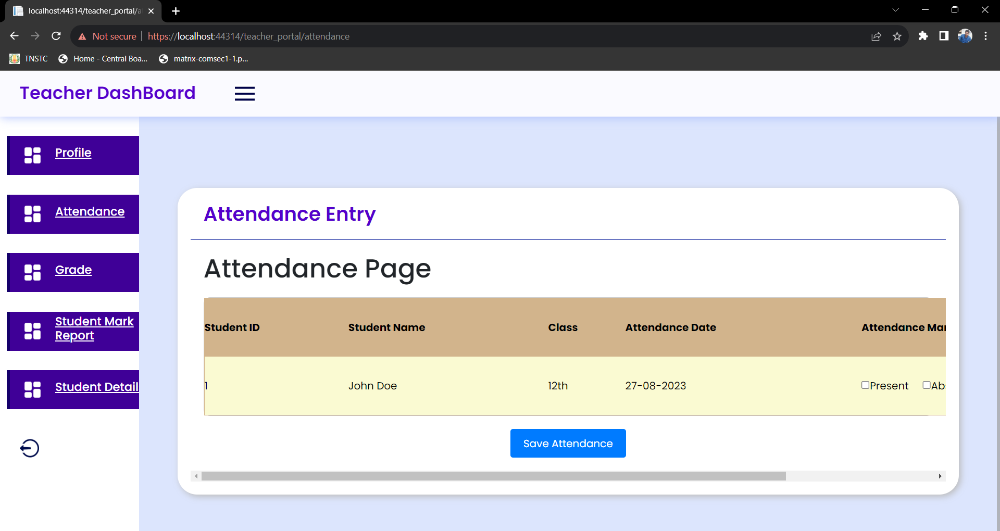 localhost:44314/teacher_portal/a
Not secure | https://localhost:44314/teacher_portal/attendance
TNSTC Home - Central Boa... matrix-comsec1-1.p...
Teacher DashBoard
Profile
Attendance
Grade
Student Mark
Report
Student Detail
Attendance Entry
Attendance Page
Student ID Student Name Class Attendance Date Attendance Mar
1 John Doe 12th 27-08-2023 Present Ab
Save Attendance